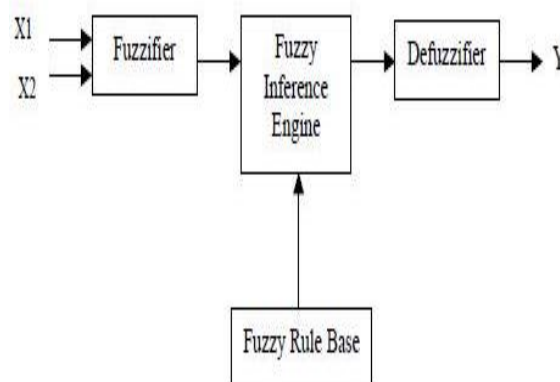 X1
X2
Fuzzifier
Fuzzy
Inference
Engine
Defuzzifier
Y
Fuzzy Rule Base